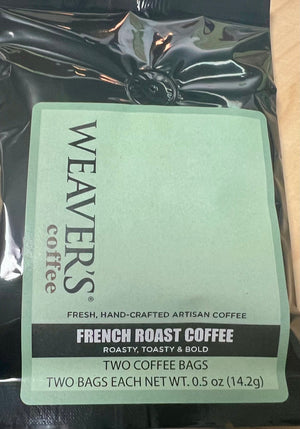 WEAVER'S®
coffee
FRESH, HAND-CRAFTED ARTISAN COFFEE
FRENCH ROAST COFFEE
ROASTY, TOASTY & BOLD
TWO COFFEE BAGS
TWO BAGS EACH NET WT. 0.5 oz (14.2g)